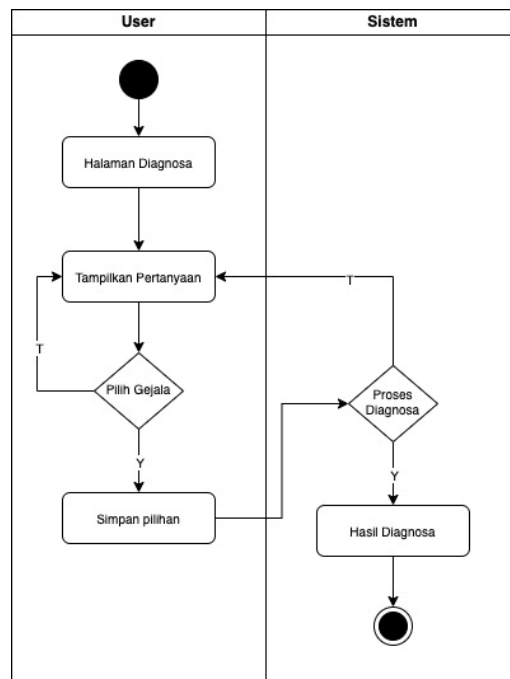 User
Sistem
Halaman Diagnosa
Tampilkan Pertanyaan
T
T
Pilih Gejala
Proses
Diagnosa
Y
Y
Simpan pilihan
Hasil Diagnosa